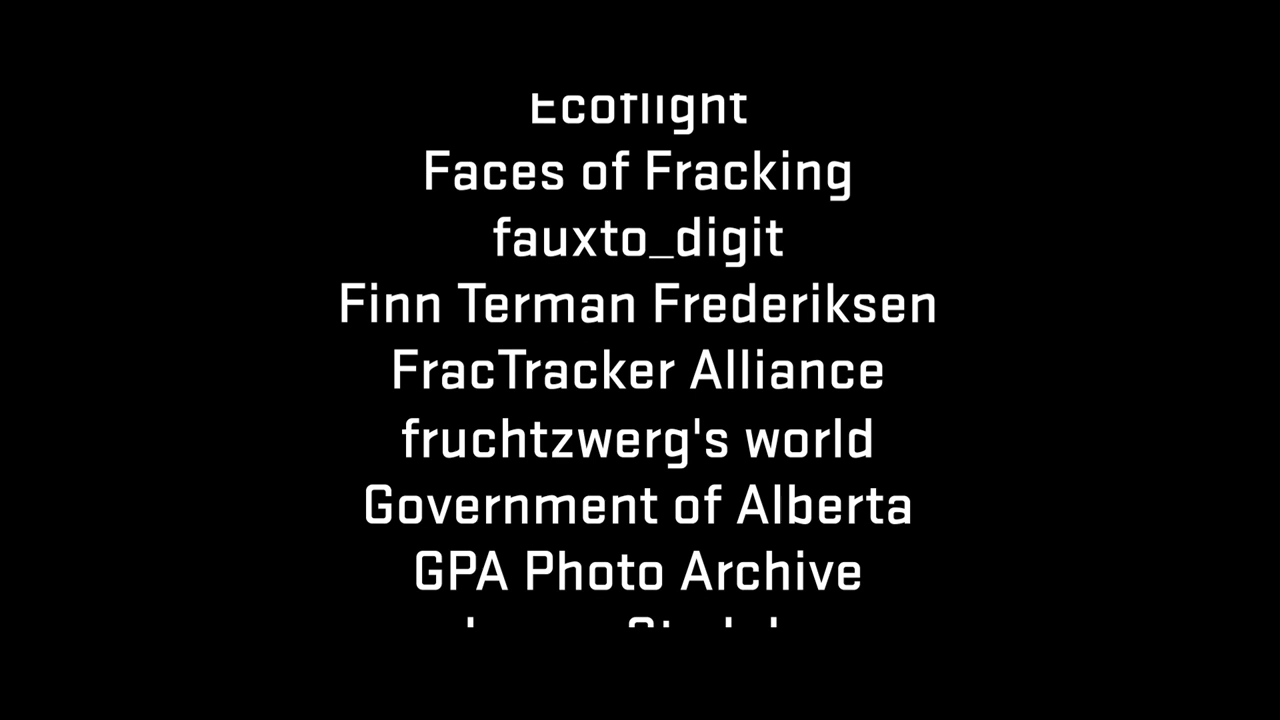 Ecoflight
Faces of Fracking
fauxto_digit
Finn Terman Frederiksen
FracTracker Alliance
fruchtzwerg's world
Government of Alberta
GPA Photo Archive